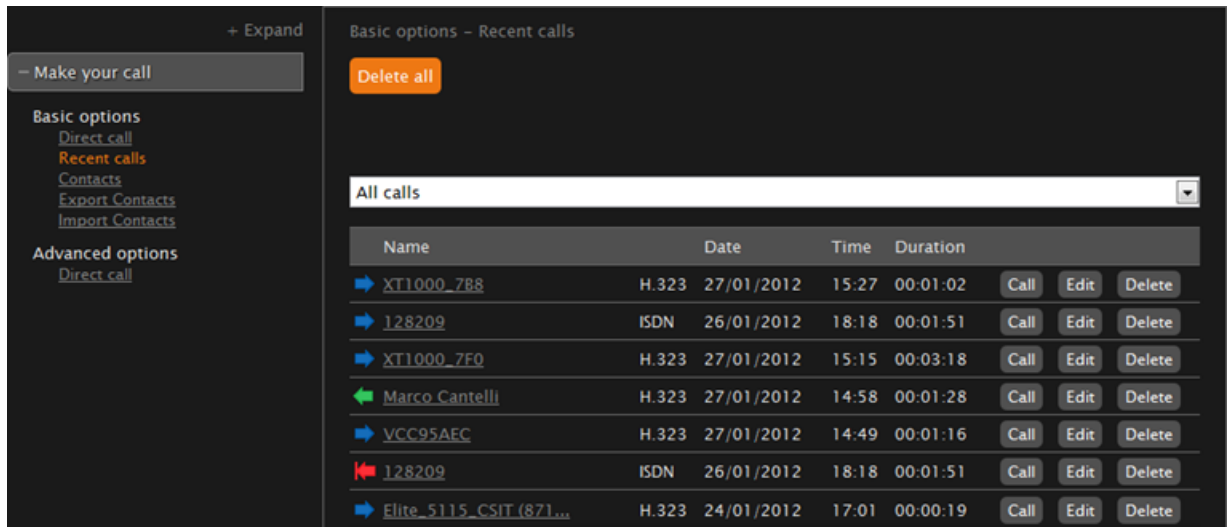 + Expand
− Make your call
Basic options
Direct call
Recent calls
Contacts
Export Contacts
Import Contacts
Advanced options
Direct call
Basic options – Recent calls
Delete all
All calls
Name Date Time Duration
XT1000_7B8 H.323 27/01/2012 15:27 00:01:02 Call Edit Delete
128209 ISDN 26/01/2012 18:18 00:01:51 Call Edit Delete
XT1000_7F0 H.323 27/01/2012 15:15 00:03:18 Call Edit Delete
Marco Cantelli H.323 27/01/2012 14:58 00:01:28 Call Edit Delete
VCC95AEC H.323 27/01/2012 14:49 00:01:16 Call Edit Delete
128209 ISDN 26/01/2012 18:18 00:01:51 Call Edit Delete
Elite_5115_CSIT (871... H.323 24/01/2012 17:01 00:00:19 Call Edit Delete